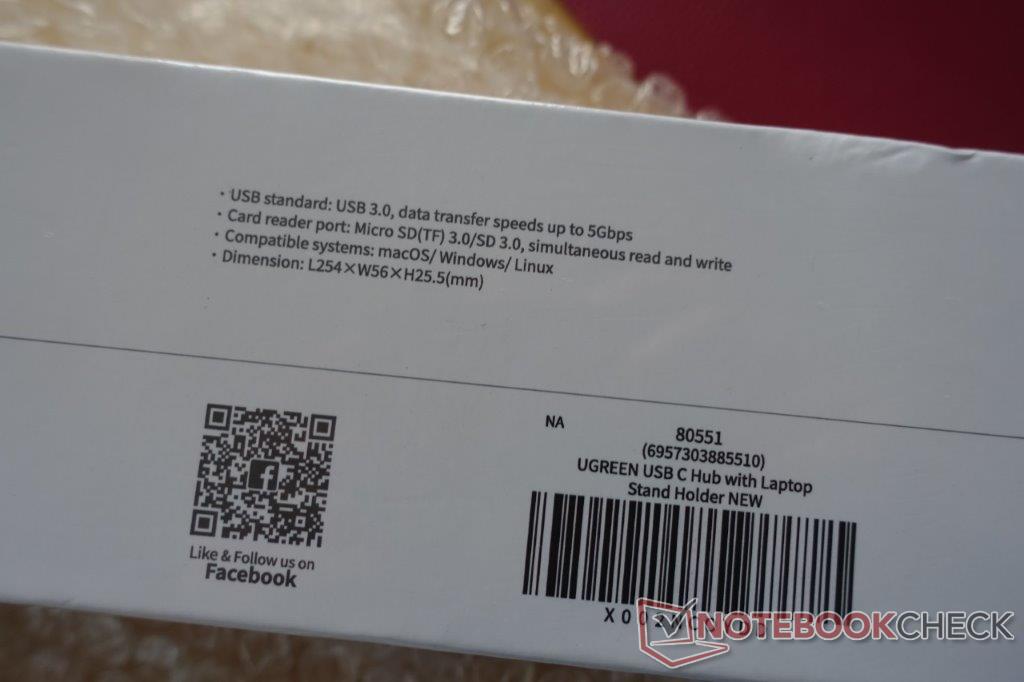 · USB standard: USB 3.0, data transfer speeds up to 5Gbps
· Card reader port: Micro SD(TF) 3.0/SD 3.0, simultaneous read and write
· Compatible systems: macOS/ Windows/ Linux
· Dimension: L254×W56×H25.5(mm)
NA
80551
(6957303885510)
UGREEN USB C Hub with Laptop
Stand Holder NEW
Like & Follow us on
Facebook
NOTEBOOKCHECK